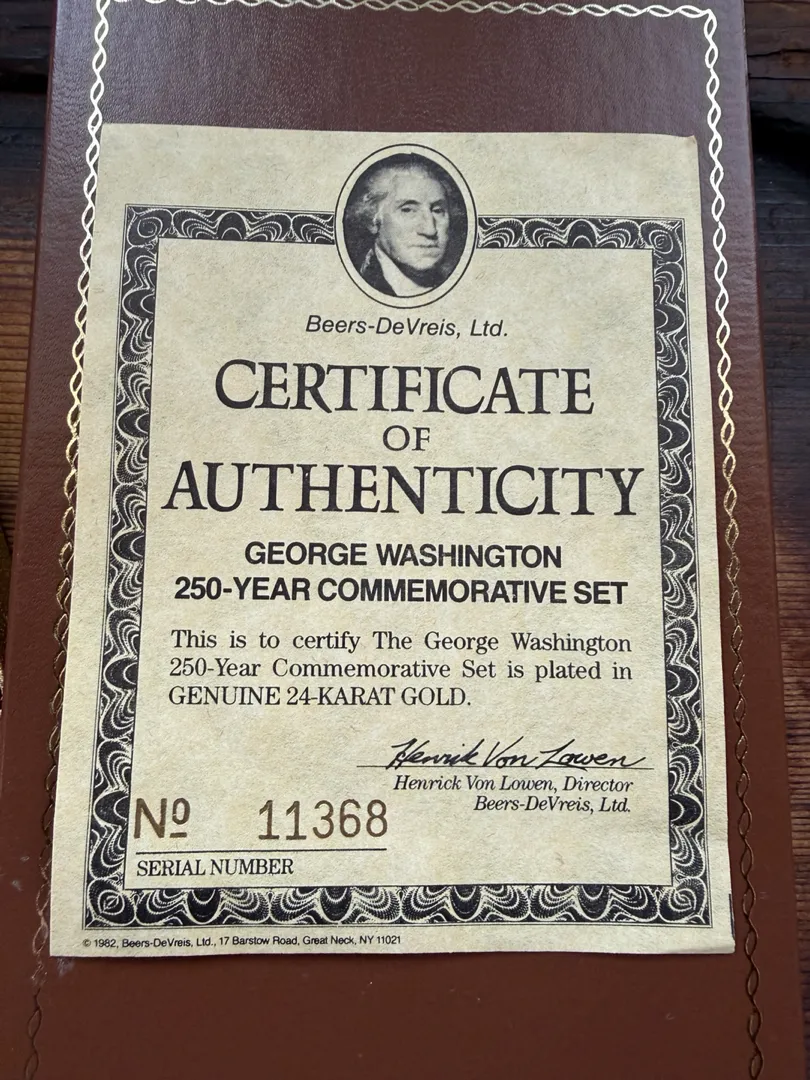 Beers-DeVreis, Ltd.
CERTIFICATE
OF
AUTHENTICITY
GEORGE WASHINGTON
250-YEAR COMMEMORATIVE SET
This is to certify The George Washington
250-Year Commemorative Set is plated in
GENUINE 24-KARAT GOLD.
Henrik Von Lowen
Henrick Von Lowen, Director
Beers-DeVreis, Ltd.
Nº 11368
SERIAL NUMBER
© 1982, Beers-DeVreis, Ltd., 17 Barstow Road, Great Neck, NY 11021